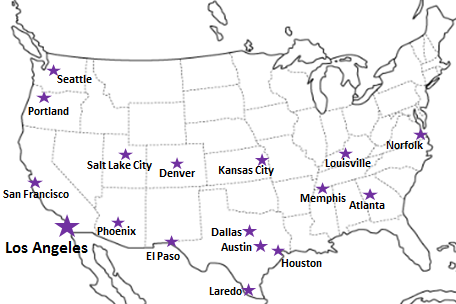 Seattle
Portland
Norfolk
Salt Lake City
Denver
Kansas City
Louisville
San Francisco
Memphis
Atlanta
Phoenix
Dallas
Los Angeles
Austin
El Paso
Houston
Laredo